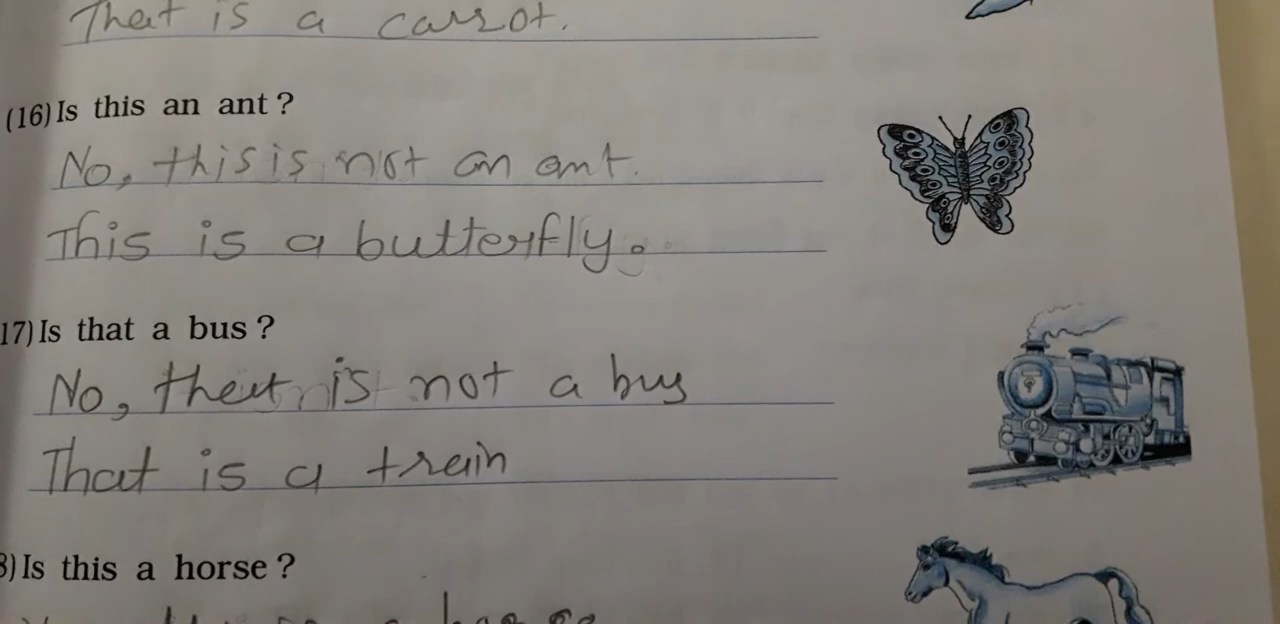 That is a carrot.
(16) Is this an ant ?
No, this is not an ant.
This is a butterfly.
17) Is that a bus ?
No, that is not a bus
That is a train
8) Is this a horse ?